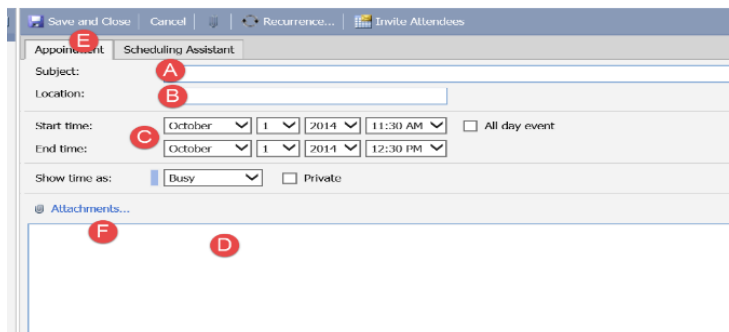 Save and Close Cancel Recurrence... Invite Attendees
E
Appointment Scheduling Assistant
Subject: A
Location: B
Start time: October 1 2014 11:30 AM All day event
C
End time: October 1 2014 12:30 PM
Show time as: Busy Private
Attachments...
F
D